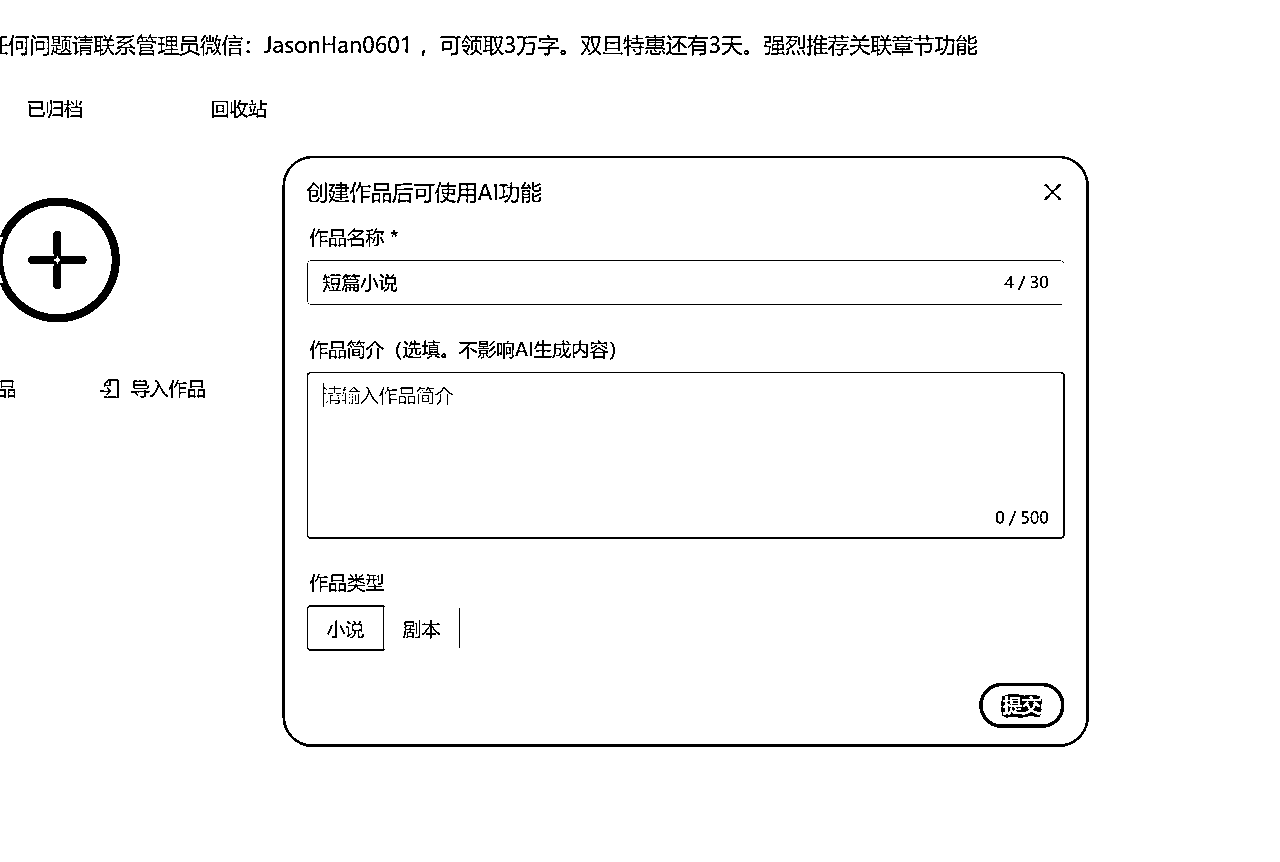 任何问题请联系管理员微信：JasonHan0601 ，可领取3万字。双旦特惠还有3天。强烈推荐关联章节功能
已归档
回收站
创建作品后可使用AI功能
作品名称 *
短篇小说
4 / 30
作品简介（选填。不影响AI生成内容）
请输入作品简介
品
导入作品
0 / 500
作品类型
小说
剧本
提交